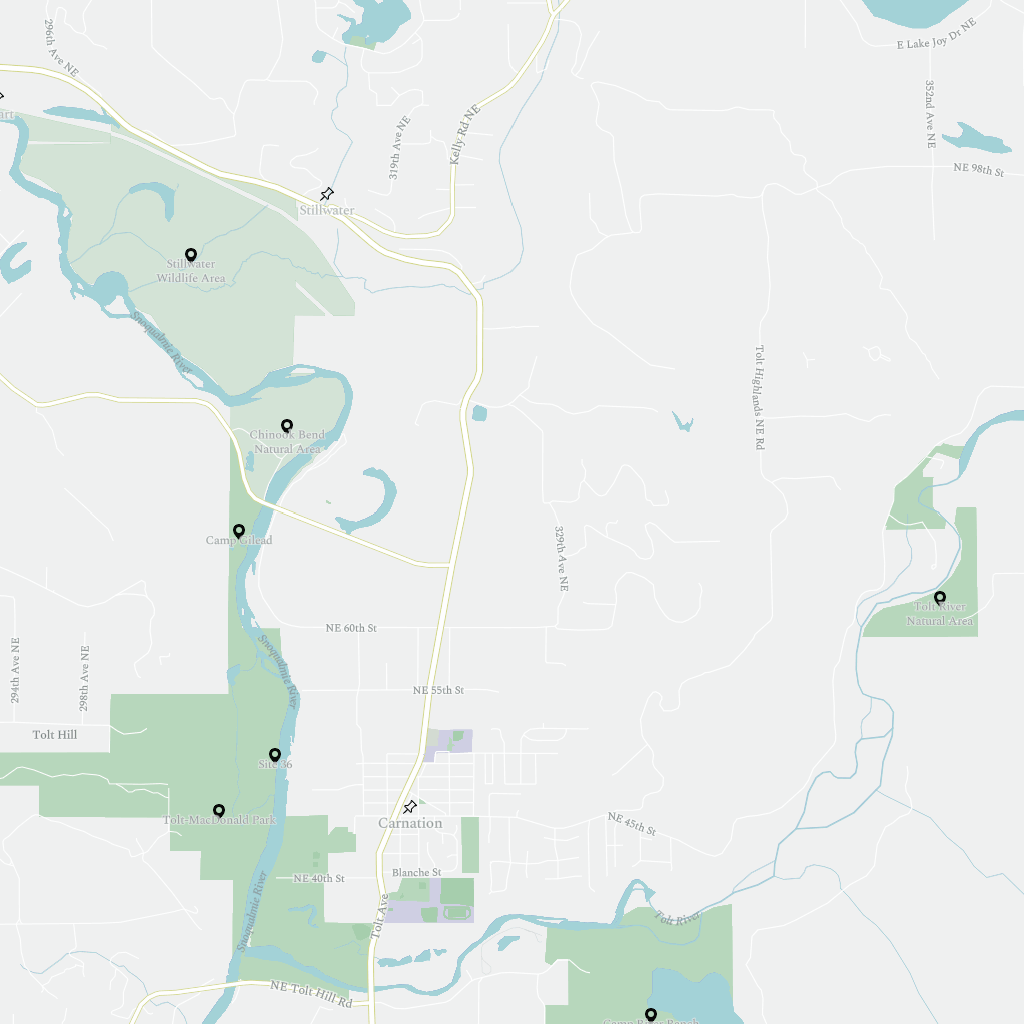 296th Ave NE
E Lake Joy Dr NE
352nd Ave NE
Kelly Rd NE
319th Ave NE
NE 98th St
Stillwater
Stillwater
Wildlife Area
Snoqualmie River
Tolt Highlands NE Rd
Chinook Bend
Natural Area
Camp Gilead
329th Ave NE
Tolt River
Natural Area
NE 60th St
Snoqualmie River
294th Ave NE
298th Ave NE
NE 55th St
Tolt Hill
Site 36
Tolt-MacDonald Park
Carnation
NE 45th St
NE 40th St
Blanche St
Snoqualmie River
Tolt Ave
Tolt River
NE Tolt Hill Rd